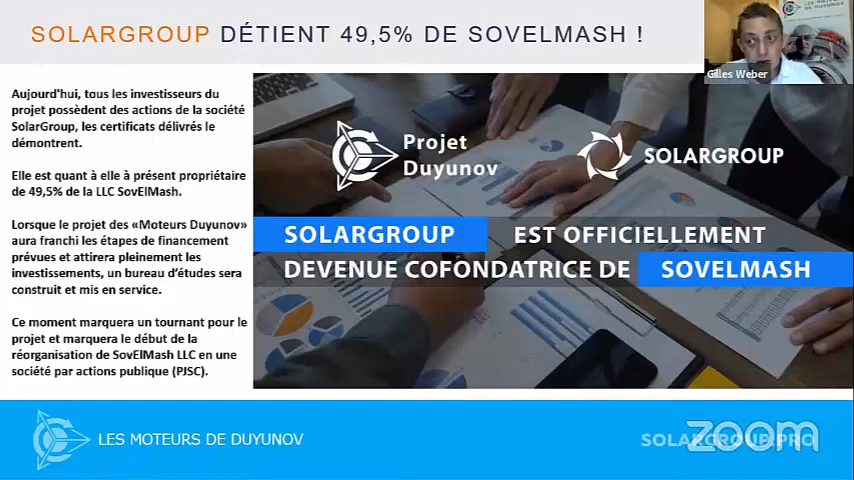 SOLARGROUP DÉTIENT 49,5% DE SOVELMASH !
Gilles Weber
Aujourd'hui, tous les investisseurs du
projet possèdent des actions de la société
SolarGroup, les certificats délivrés le
démontrent.
Elle est quant à elle à présent propriétaire
de 49,5% de la LLC SovElMash.
Lorsque le projet des «Moteurs Duyunov»
aura franchi les étapes de financement
prévues et attirera pleinement les
investissements, un bureau d'études sera
construit et mis en service.
Ce moment marquera un tournant pour le
projet et marquera le début de la
réorganisation de SovElMash LLC en une
société par actions publique (PJSC).
Projet
Duyunov
SOLARGROUP
SOLARGROUP EST OFFICIELLEMENT
DEVENUE COFONDATRICE DE SOVELMASH
LES MOTEURS DE DUYUNOV
SOLARGROUP.PRO
zoom